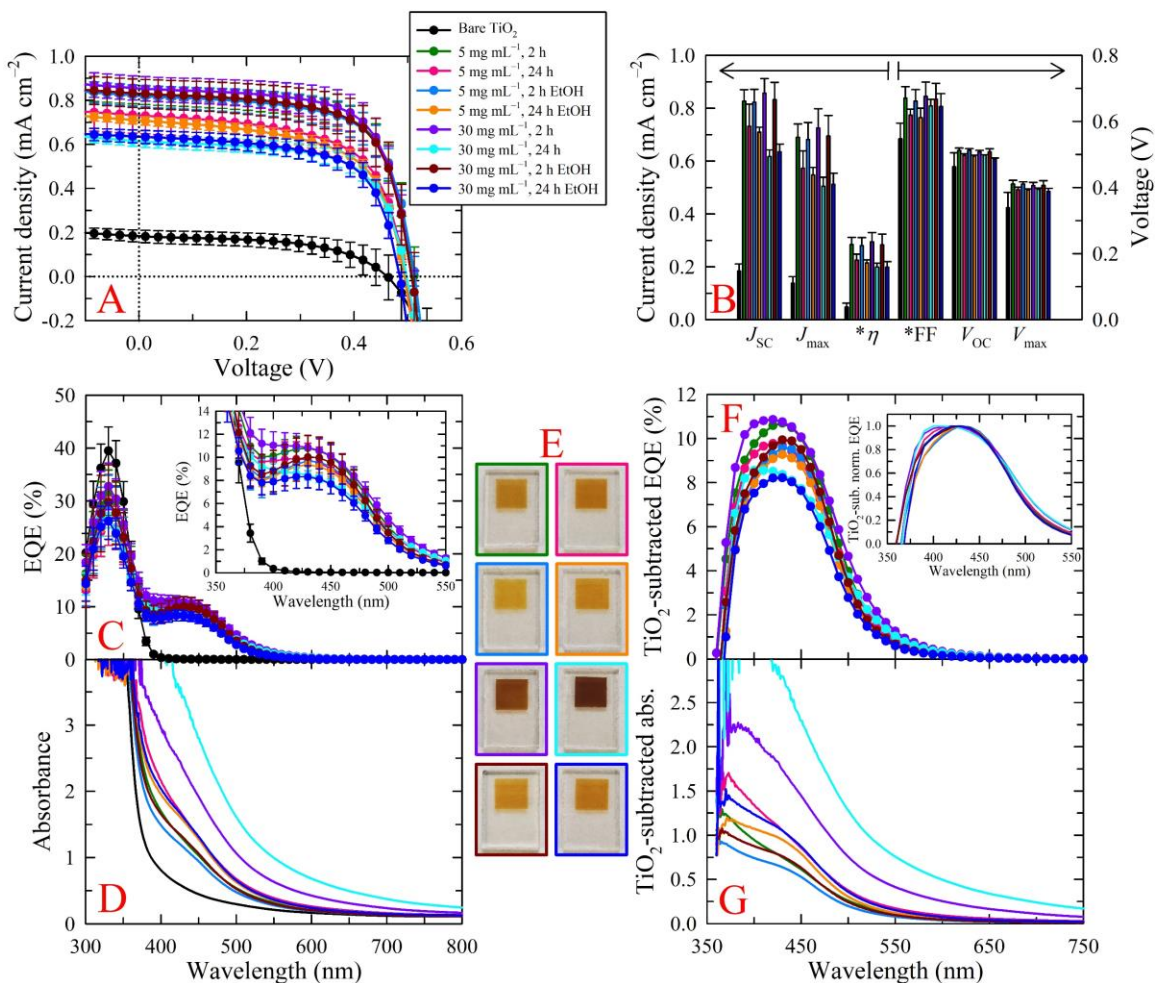 A
Current density (mA cm⁻²)
1.0
0.8
0.6
0.4
0.2
0.0
-0.2
0.0 0.2 0.4 0.6
Voltage (V)
Bare TiO₂
5 mg mL⁻¹, 2 h
5 mg mL⁻¹, 24 h
5 mg mL⁻¹, 2 h EtOH
5 mg mL⁻¹, 24 h EtOH
30 mg mL⁻¹, 2 h
30 mg mL⁻¹, 24 h
30 mg mL⁻¹, 2 h EtOH
30 mg mL⁻¹, 24 h EtOH
B
Current density (mA cm⁻²)
1.0
0.8
0.6
0.4
0.2
0.0
J_SC J_max *η *FF V_OC V_max
0.8
0.6
0.4
0.2
0.0
Voltage (V)
C
EQE (%)
50
40
30
20
10
0
EQE (%)
14
12
10
8
6
4
2
0
350 400 450 500 550
Wavelength (nm)
D
Absorbance
3
2
1
0
300 400 500 600 700 800
Wavelength (nm)
E
F
TiO₂-subtracted EQE (%)
12
11
10
9
8
7
6
5
4
3
2
1
0
TiO₂-sub. norm. EQE
1.0
0.8
0.6
0.4
0.2
0.0
350 400 450 500 550
Wavelength (nm)
G
TiO₂-subtracted abs.
2.5
2.0
1.5
1.0
0.5
0.0
350 450 550 650 750
Wavelength (nm)